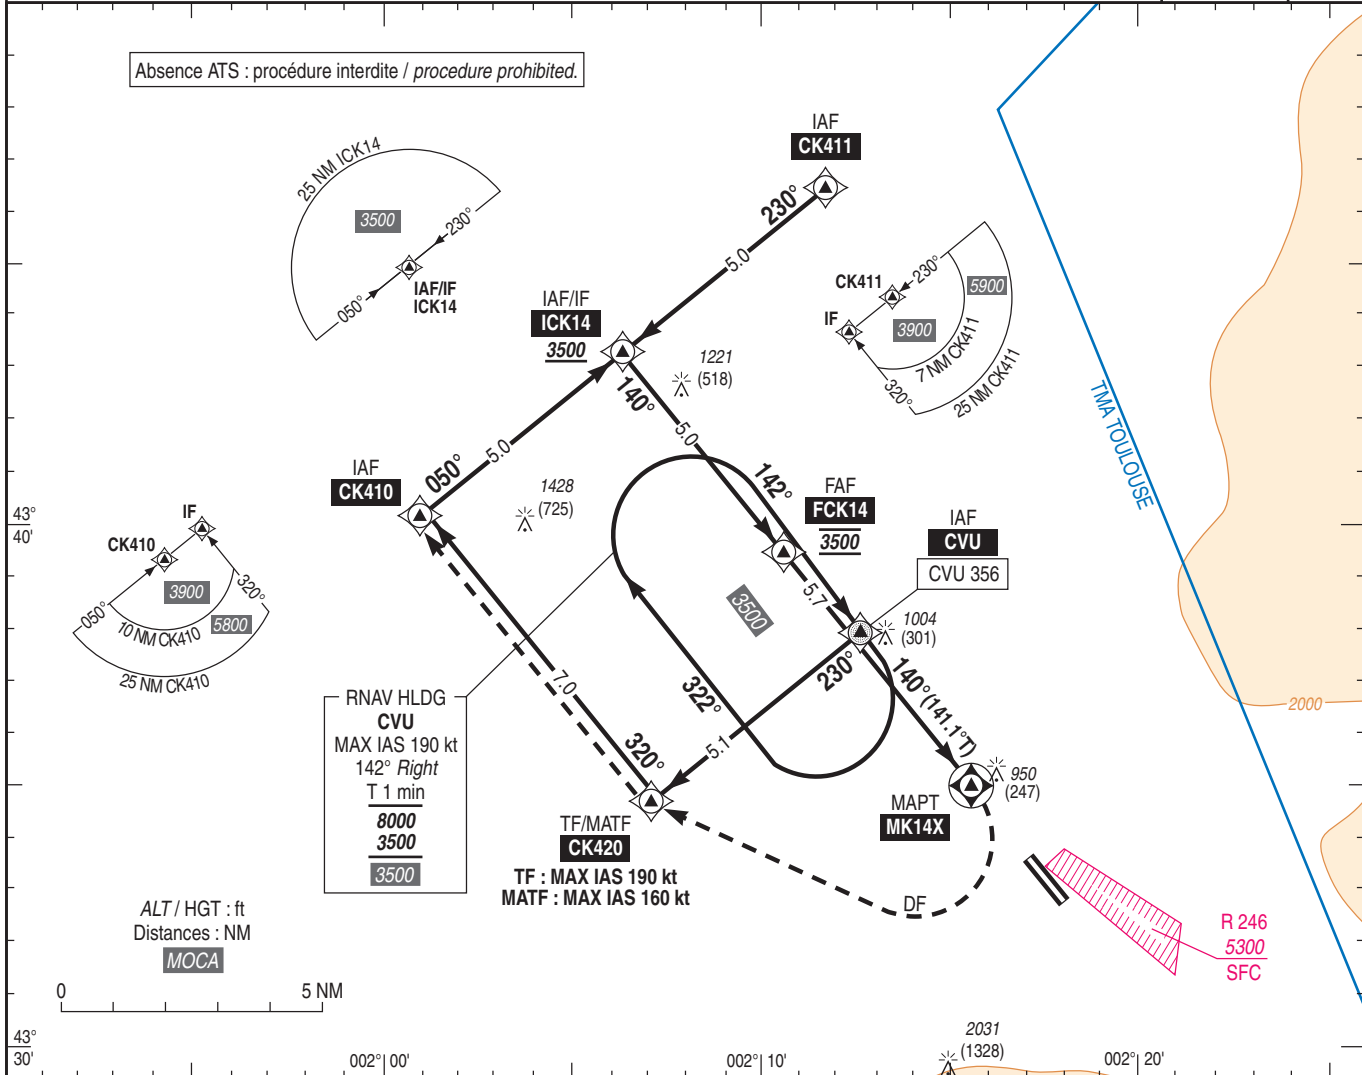 Absence ATS : procédure interdite / procedure prohibited.
IAF
CK411
25 NM ICK14
3500
230°
050°
IAF/IF
ICK14
230°
5.0
IAF/IF
ICK14
3500
1221
(518)
140°
5.0
CK411
230°
5900
IF
3900
7 NM CK411
320°
25 NM CK411
TMA TOULOUSE
IAF
CK410
050°
5.0
1428
(725)
142°
FAF
FCK14
3500
IAF
CVU
CVU 356
43°
40'
IF
CK410
3900
050°
320°
10 NM CK410
5800
25 NM CK410
3500
5.7
1004
(301)
230°
140° (141.1°T)
322°
5.1
7.0
320°
2000
RNAV HLDG
CVU
MAX IAS 190 kt
142° Right
T 1 min
8000
3500
3500
950
(247)
MAPT
MK14X
TF/MATF
CK420
TF : MAX IAS 190 kt
MATF : MAX IAS 160 kt
DF
R 246
5300
SFC
ALT / HGT : ft
Distances : NM
MOCA
0
5 NM
43°
30'
002° 00'
002° 10'
2031
(1328)
002° 20'